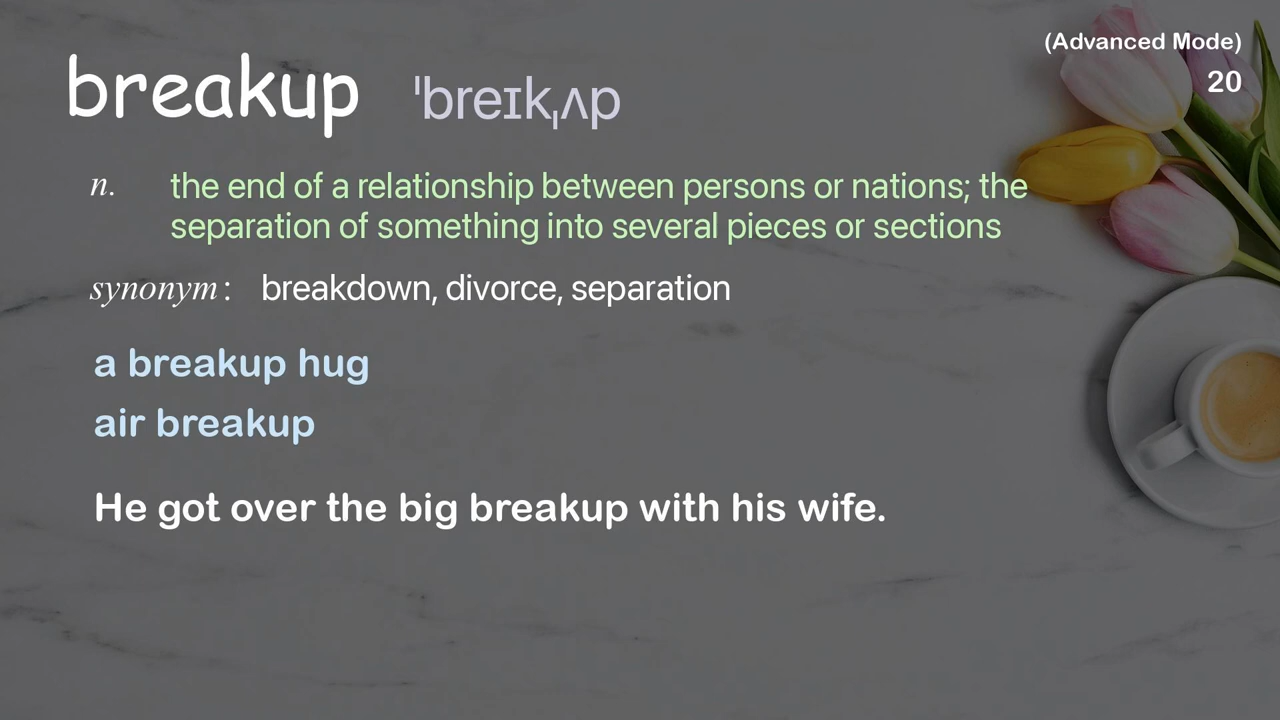 (Advanced Mode)
20
breakup ˈbreɪkˌʌp
n. the end of a relationship between persons or nations; the
separation of something into several pieces or sections
synonym: breakdown, divorce, separation
a breakup hug
air breakup
He got over the big breakup with his wife.